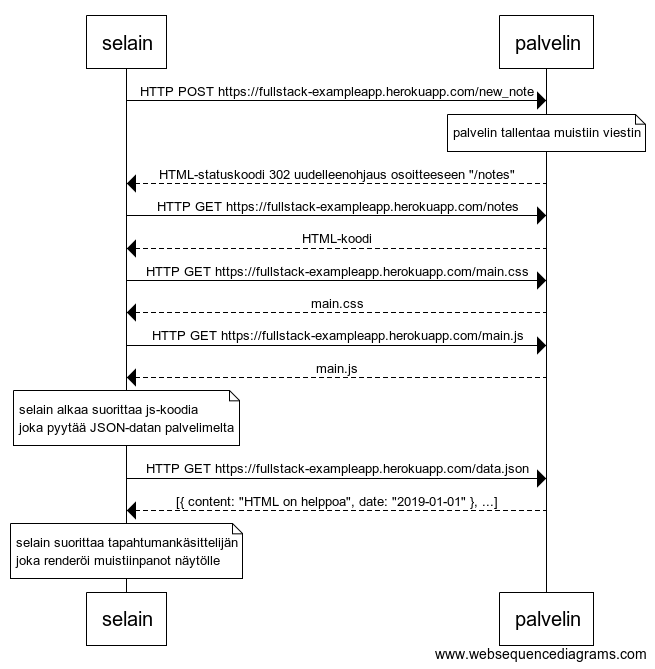 selain
palvelin
HTTP POST https://fullstack-exampleapp.herokuapp.com/new_note
palvelin tallentaa muistiin viestin
HTML-statuskoodi 302 uudelleenohjaus osoitteeseen "/notes"
HTTP GET https://fullstack-exampleapp.herokuapp.com/notes
HTML-koodi
HTTP GET https://fullstack-exampleapp.herokuapp.com/main.css
main.css
HTTP GET https://fullstack-exampleapp.herokuapp.com/main.js
main.js
selain alkaa suorittaa js-koodia
joka pyytää JSON-datan palvelimelta
HTTP GET https://fullstack-exampleapp.herokuapp.com/data.json
[{ content: "HTML on helppoa", date: "2019-01-01" }, ...]
selain suorittaa tapahtumankäsittelijän
joka renderöi muistiinpanot näytölle
selain
palvelin
www.websequencediagrams.com